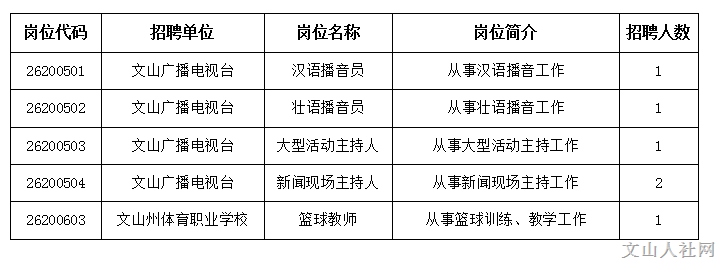 岗位代码 招聘单位 岗位名称 岗位简介 招聘人数
26200501 文山广播电视台 汉语播音员 从事汉语播音工作 1
26200502 文山广播电视台 壮语播音员 从事壮语播音工作 1
26200503 文山广播电视台 大型活动主持人 从事大型活动主持工作 1
26200504 文山广播电视台 新闻现场主持人 从事新闻现场主持工作 2
26200603 文山州体育职业学校 篮球教师 从事篮球训练、教学工作 1
文山人社网